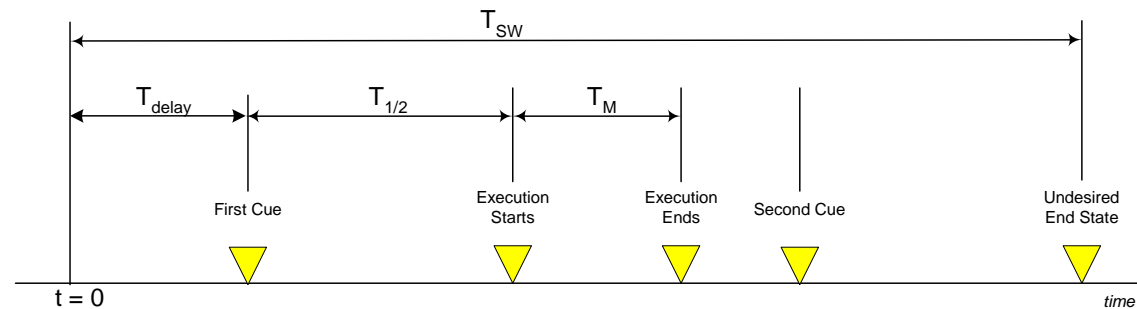 T_SW
T_delay
T_1/2
T_M
First Cue
Execution
Starts
Execution
Ends
Second Cue
Undesired
End State
t = 0
time